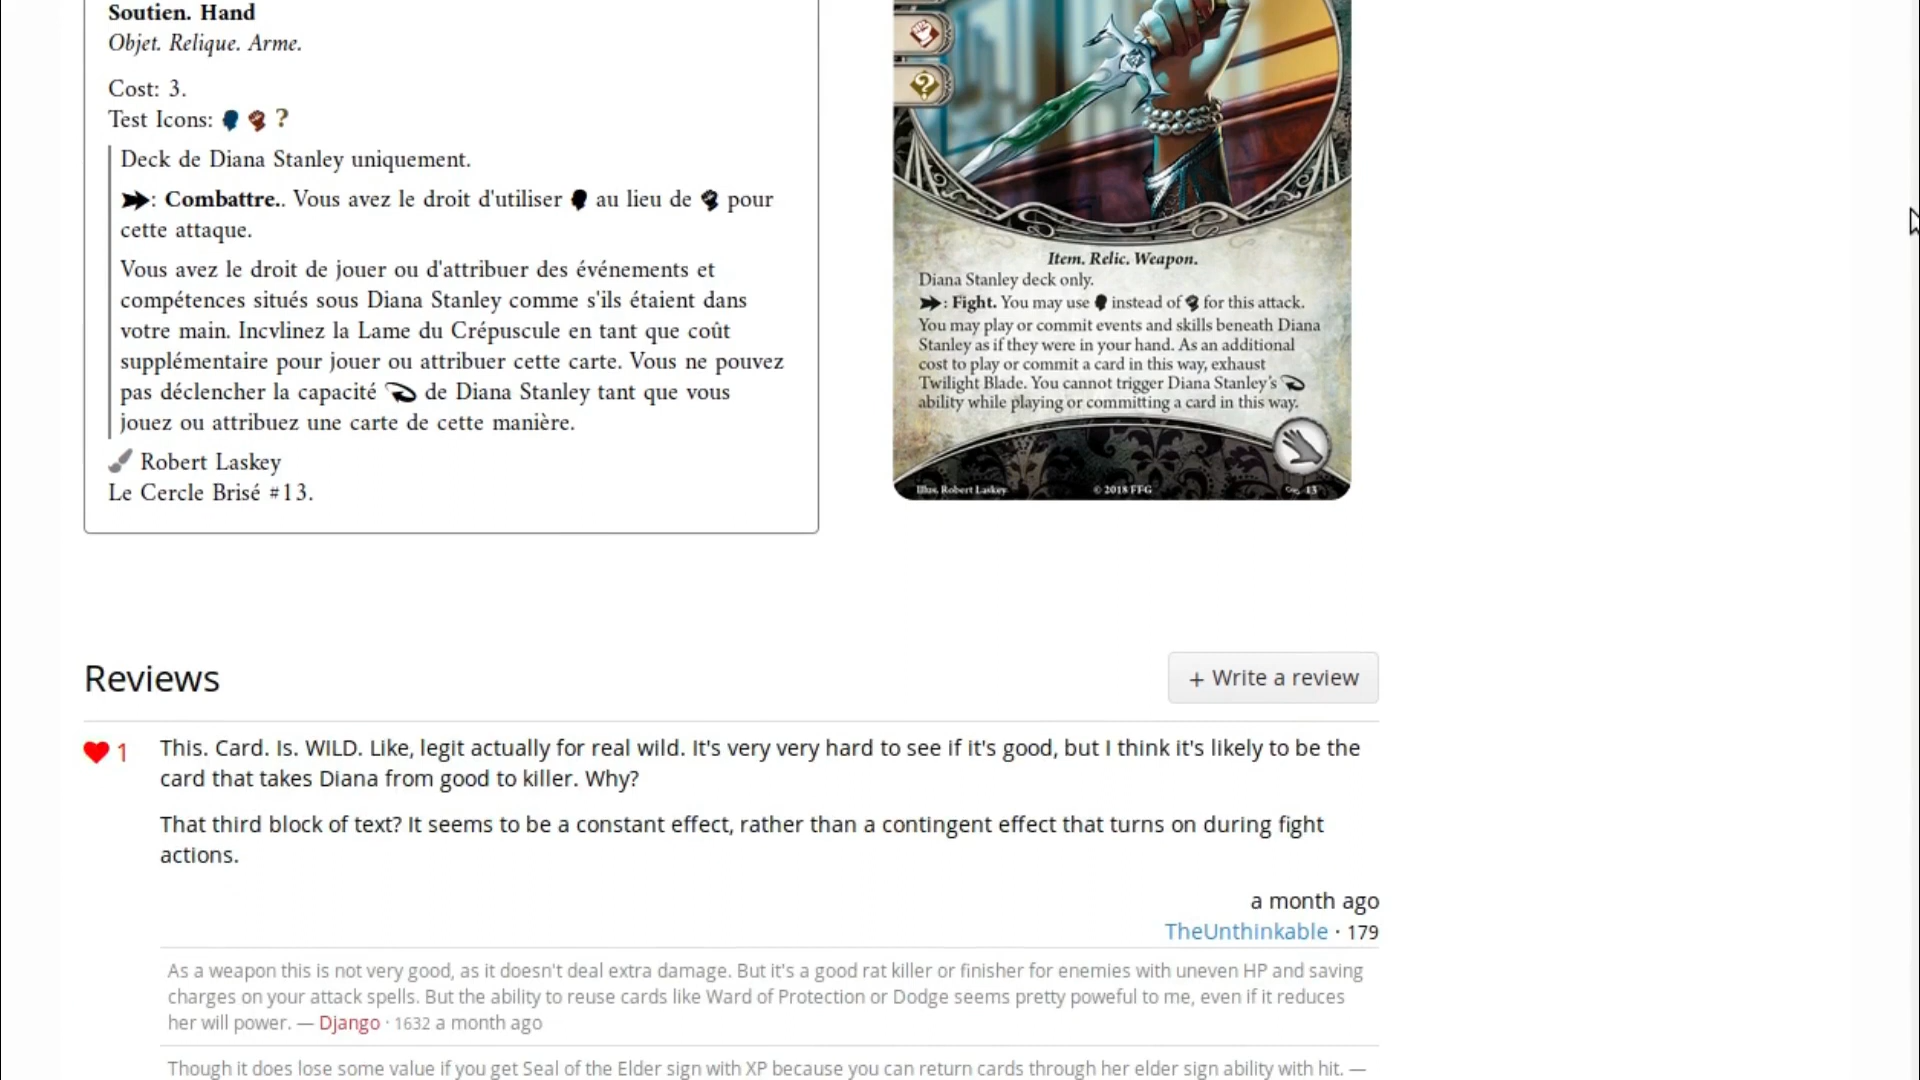 Soutien. Hand
Objet. Relique. Arme.
Cost: 3.
Test Icons: ?
Deck de Diana Stanley uniquement.
: Combattre.. Vous avez le droit d'utiliser au lieu de pour
cette attaque.
Vous avez le droit de jouer ou d'attribuer des événements et
compétences situés sous Diana Stanley comme s'ils étaient dans
votre main. Incvlinez la Lame du Crépuscule en tant que coût
supplémentaire pour jouer ou attribuer cette carte. Vous ne pouvez
pas déclencher la capacité de Diana Stanley tant que vous
jouez ou attribuez une carte de cette manière.
Robert Laskey
Le Cercle Brisé #13.
?
Item. Relic. Weapon.
Diana Stanley deck only.
: Fight. You may use instead of for this attack.
You may play or commit events and skills beneath Diana
Stanley as if they were in your hand. As an additional
cost to play or commit a card in this way, exhaust
Twilight Blade. You cannot trigger Diana Stanley's
ability while playing or committing a card in this way.
Illus. Robert Laskey © 2018 FFG 13
Reviews
+ Write a review
1
This. Card. Is. WILD. Like, legit actually for real wild. It's very very hard to see if it's good, but I think it's likely to be the
card that takes Diana from good to killer. Why?
That third block of text? It seems to be a constant effect, rather than a contingent effect that turns on during fight
actions.
a month ago
TheUnthinkable · 179
As a weapon this is not very good, as it doesn't deal extra damage. But it's a good rat killer or finisher for enemies with uneven HP and saving
charges on your attack spells. But the ability to reuse cards like Ward of Protection or Dodge seems pretty poweful to me, even if it reduces
her will power. — Django · 1632 a month ago
Though it does lose some value if you get Seal of the Elder sign with XP because you can return cards through her elder sign ability with hit. —